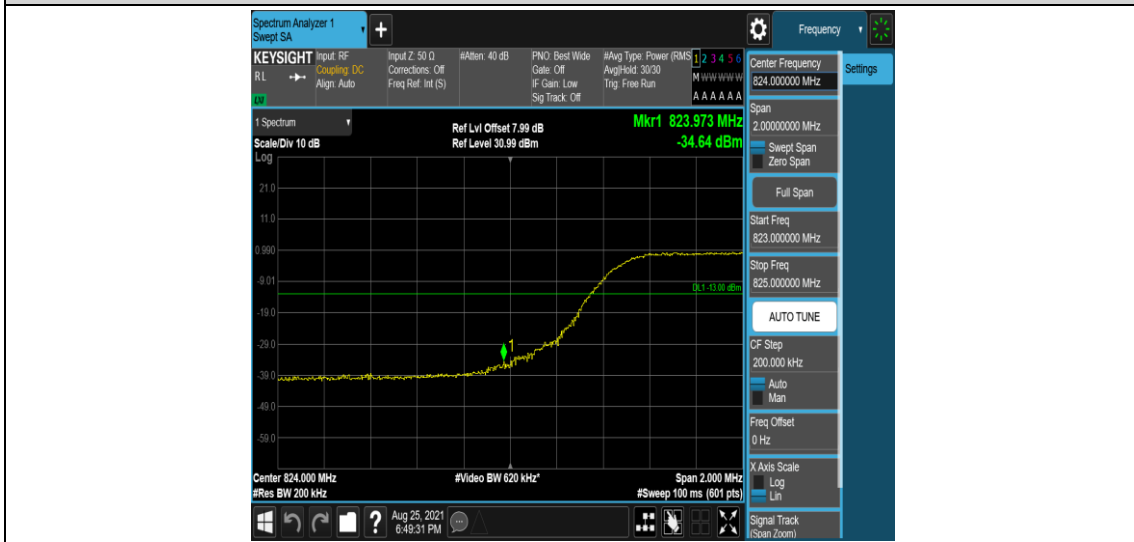 Spectrum Analyzer 1
Swept SA
+
Frequency
KEYSIGHT
RL
Input: RF
Coupling: DC
Align: Auto
Input Z: 50 Ω
Corrections: Off
Freq Ref: Int (S)
#Atten: 40 dB
PNO: Best Wide
Gate: Off
IF Gain: Low
Sig Track: Off
#Avg Type: Power (RMS
Avg|Hold: 30/30
Trig: Free Run
1 2 3 4 5 6
M W W W W W
A A A A A A
1 Spectrum
Scale/Div 10 dB
Log
Ref Lvl Offset 7.99 dB
Ref Level 30.99 dBm
Mkr1 823.973 MHz
-34.64 dBm
21.0
11.0
0.990
-9.01
-19.0
-29.0
-39.0
-49.0
-59.0
DL1 -13.00 dBm
1
Center 824.000 MHz
#Res BW 200 kHz
#Video BW 620 kHz*
Span 2.000 MHz
#Sweep 100 ms (601 pts)
?
Aug 25, 2021
6:49:31 PM
Center Frequency
824.000000 MHz
Settings
Span
2.00000000 MHz
Swept Span
Zero Span
Full Span
Start Freq
823.000000 MHz
Stop Freq
825.000000 MHz
AUTO TUNE
CF Step
200.000 kHz
Auto
Man
Freq Offset
0 Hz
X Axis Scale
Log
Lin
Signal Track
(Span Zoom)